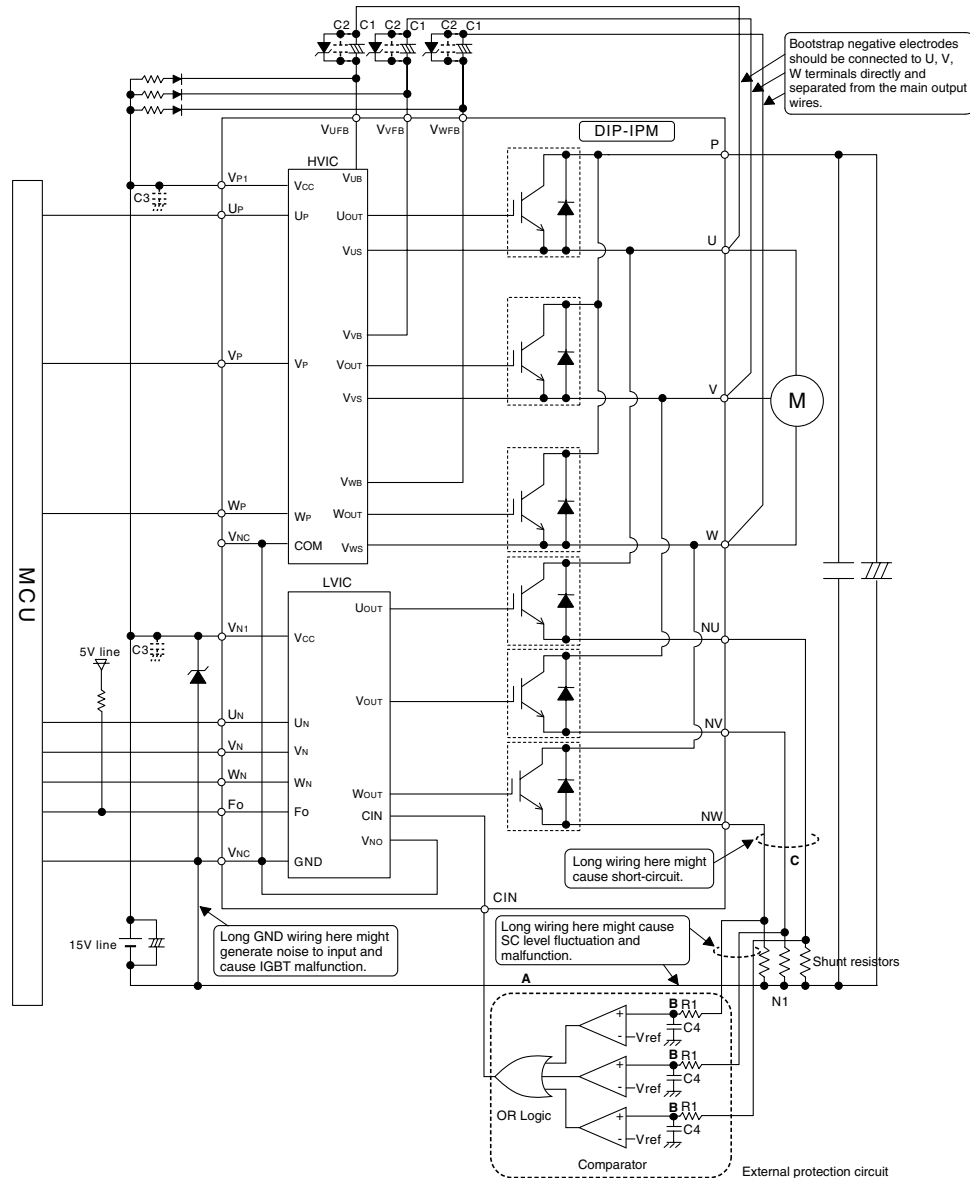 C2 C1 C2 C1 C2 C1
Bootstrap negative electrodes
should be connected to U, V,
W terminals directly and
separated from the main output
wires.
VUFB VVFB VWFB
DIP-IPM
P
HVIC
VP1
VCC
VUB
C3
UP
UP
UOUT
U
VUS
VVB
VP
VP
VOUT
V
VVS
M
VWB
WP
WP
WOUT
W
VNC
COM
VWS
MCU
LVIC
UOUT
VN1
VCC
NU
C3
5V line
VOUT
UN
UN
NV
VN
VN
WN
WN
WOUT
Fo
Fo
CIN
NW
VNO
VNC
GND
C
Long wiring here might
cause short-circuit.
CIN
15V line
Long GND wiring here might
generate noise to input and
cause IGBT malfunction.
Long wiring here might cause
SC level fluctuation and
malfunction.
Shunt resistors
A
N1
B R1
+
C4
-
Vref
B R1
+
C4
-
Vref
B R1
OR Logic
+
C4
-
Vref
Comparator
External protection circuit